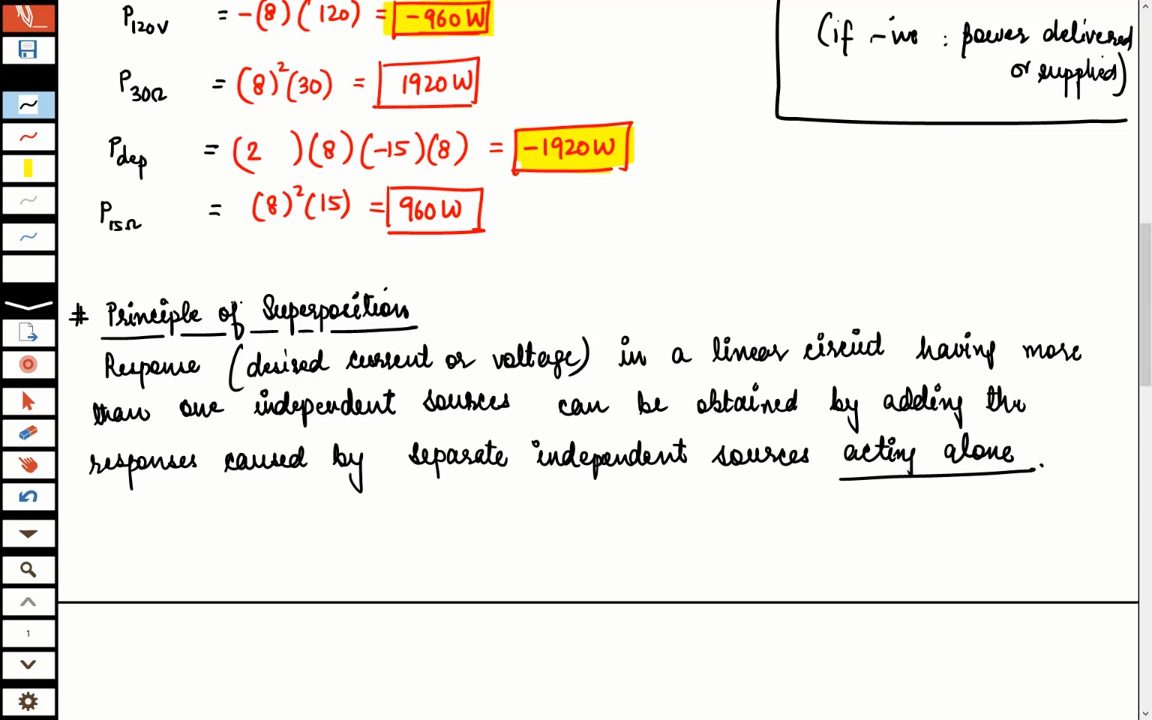 P120V = -(8)(120) = -960 W
(if -ive : power delivered
or supplied)
P30Ω = (8)²(30) = 1920 W
Pdep = (2 )(8)(-15)(8) = -1920 W
P15Ω = (8)²(15) = 960 W
# Principle of Superposition
Response (desired current or voltage) in a linear circuit having more
than one independent sources can be obtained by adding the
responses caused by separate independent sources acting alone.
1